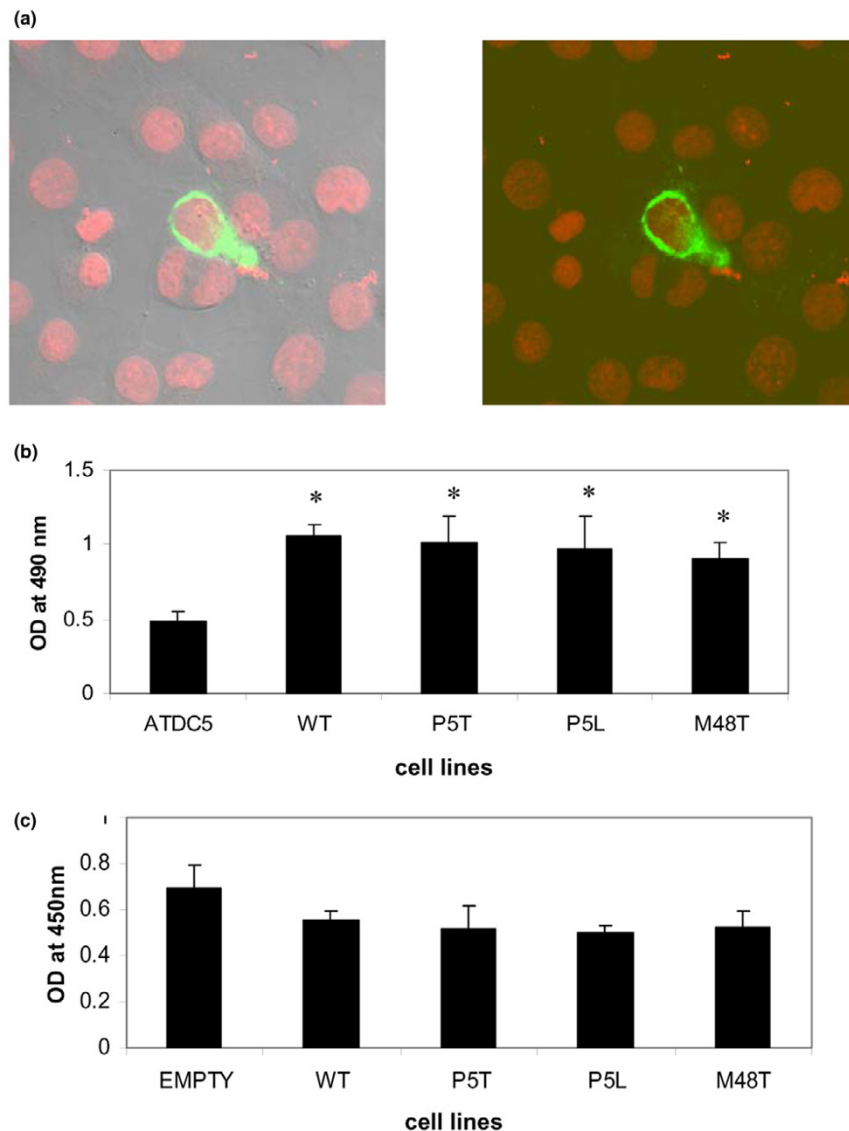 (a)
(b)
1.5
1
0.5
0
OD at 490 nm
* * * *
ATDC5 WT P5T P5L M48T
cell lines
(c)
0.8
0.6
0.4
0.2
0
OD at 450nm
EMPTY WT P5T P5L M48T
cell lines